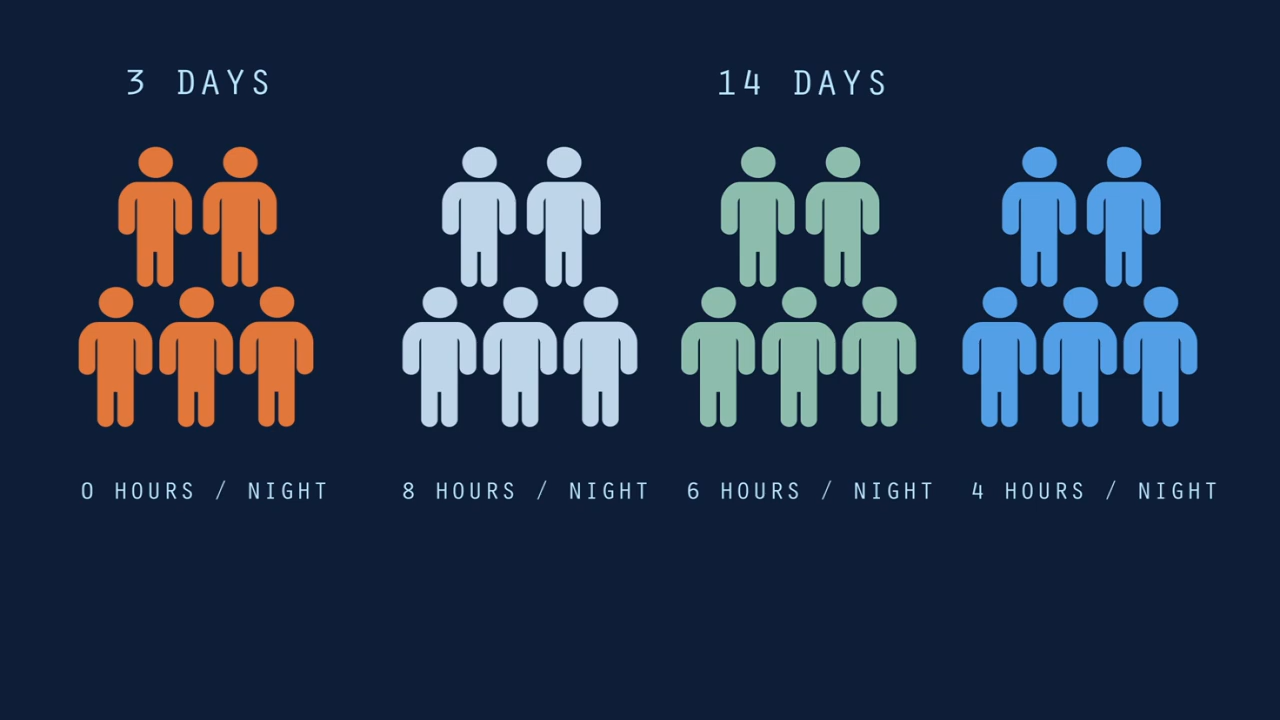 3 DAYS
14 DAYS
0 HOURS / NIGHT
8 HOURS / NIGHT
6 HOURS / NIGHT
4 HOURS / NIGHT